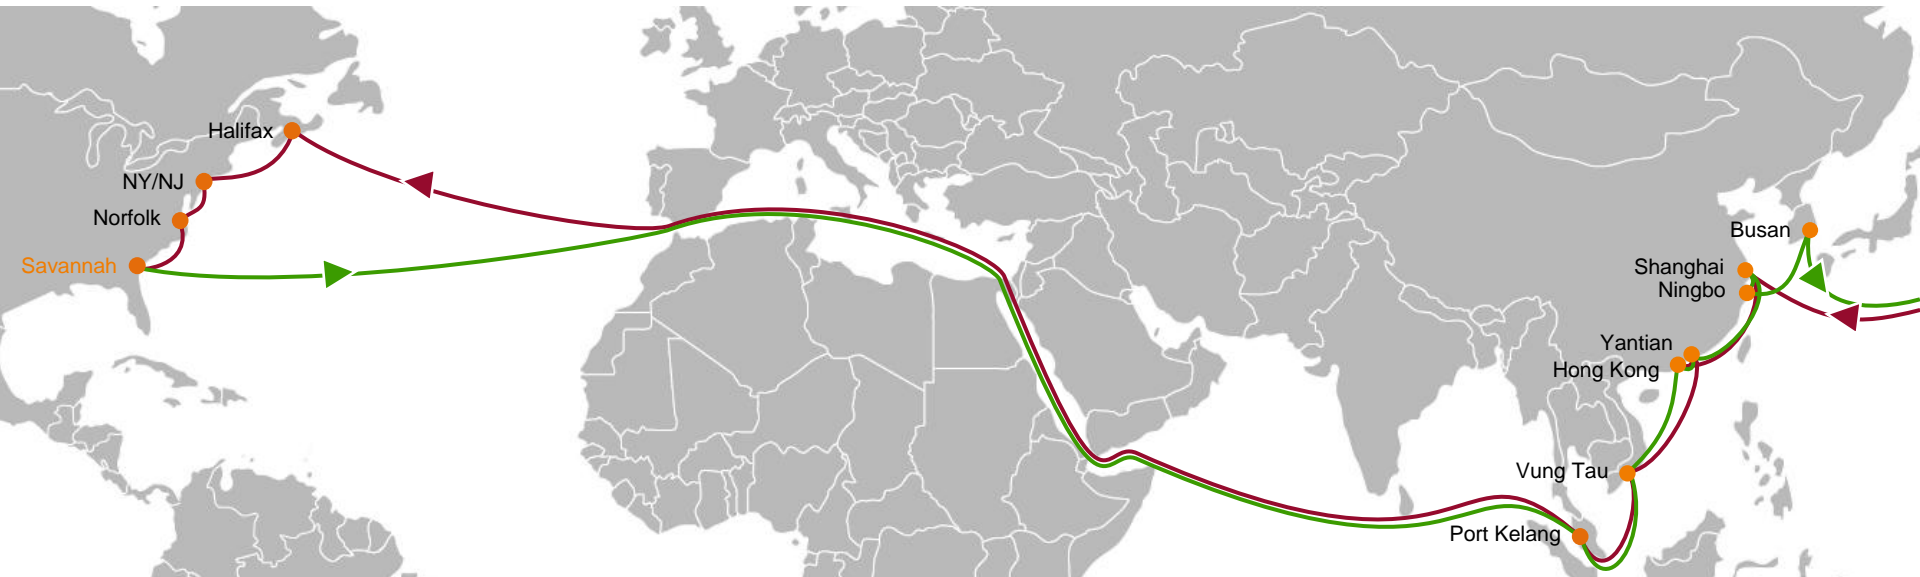 Halifax
NY/NJ
Norfolk
Savannah
Busan
Shanghai
Ningbo
Yantian
Hong Kong
Vung Tau
Port Kelang